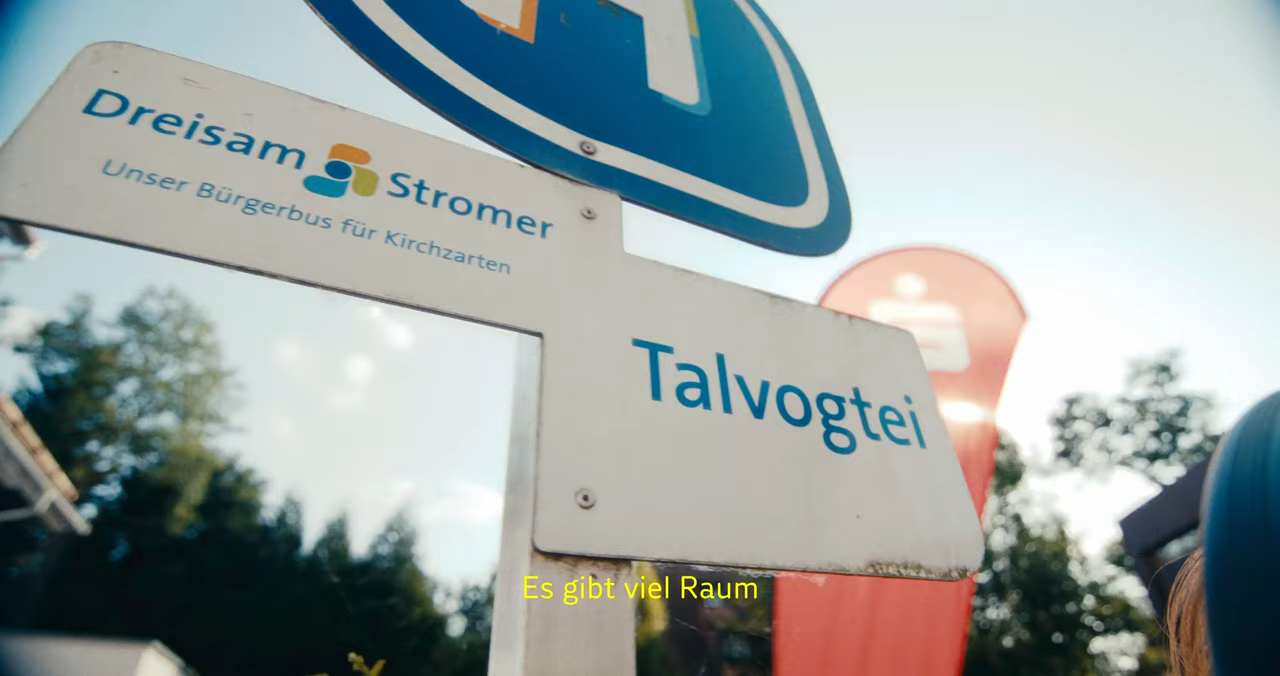 Dreisam Stromer
Unser Bürgerbus für Kirchzarten
Talvogtei
Es gibt viel Raum